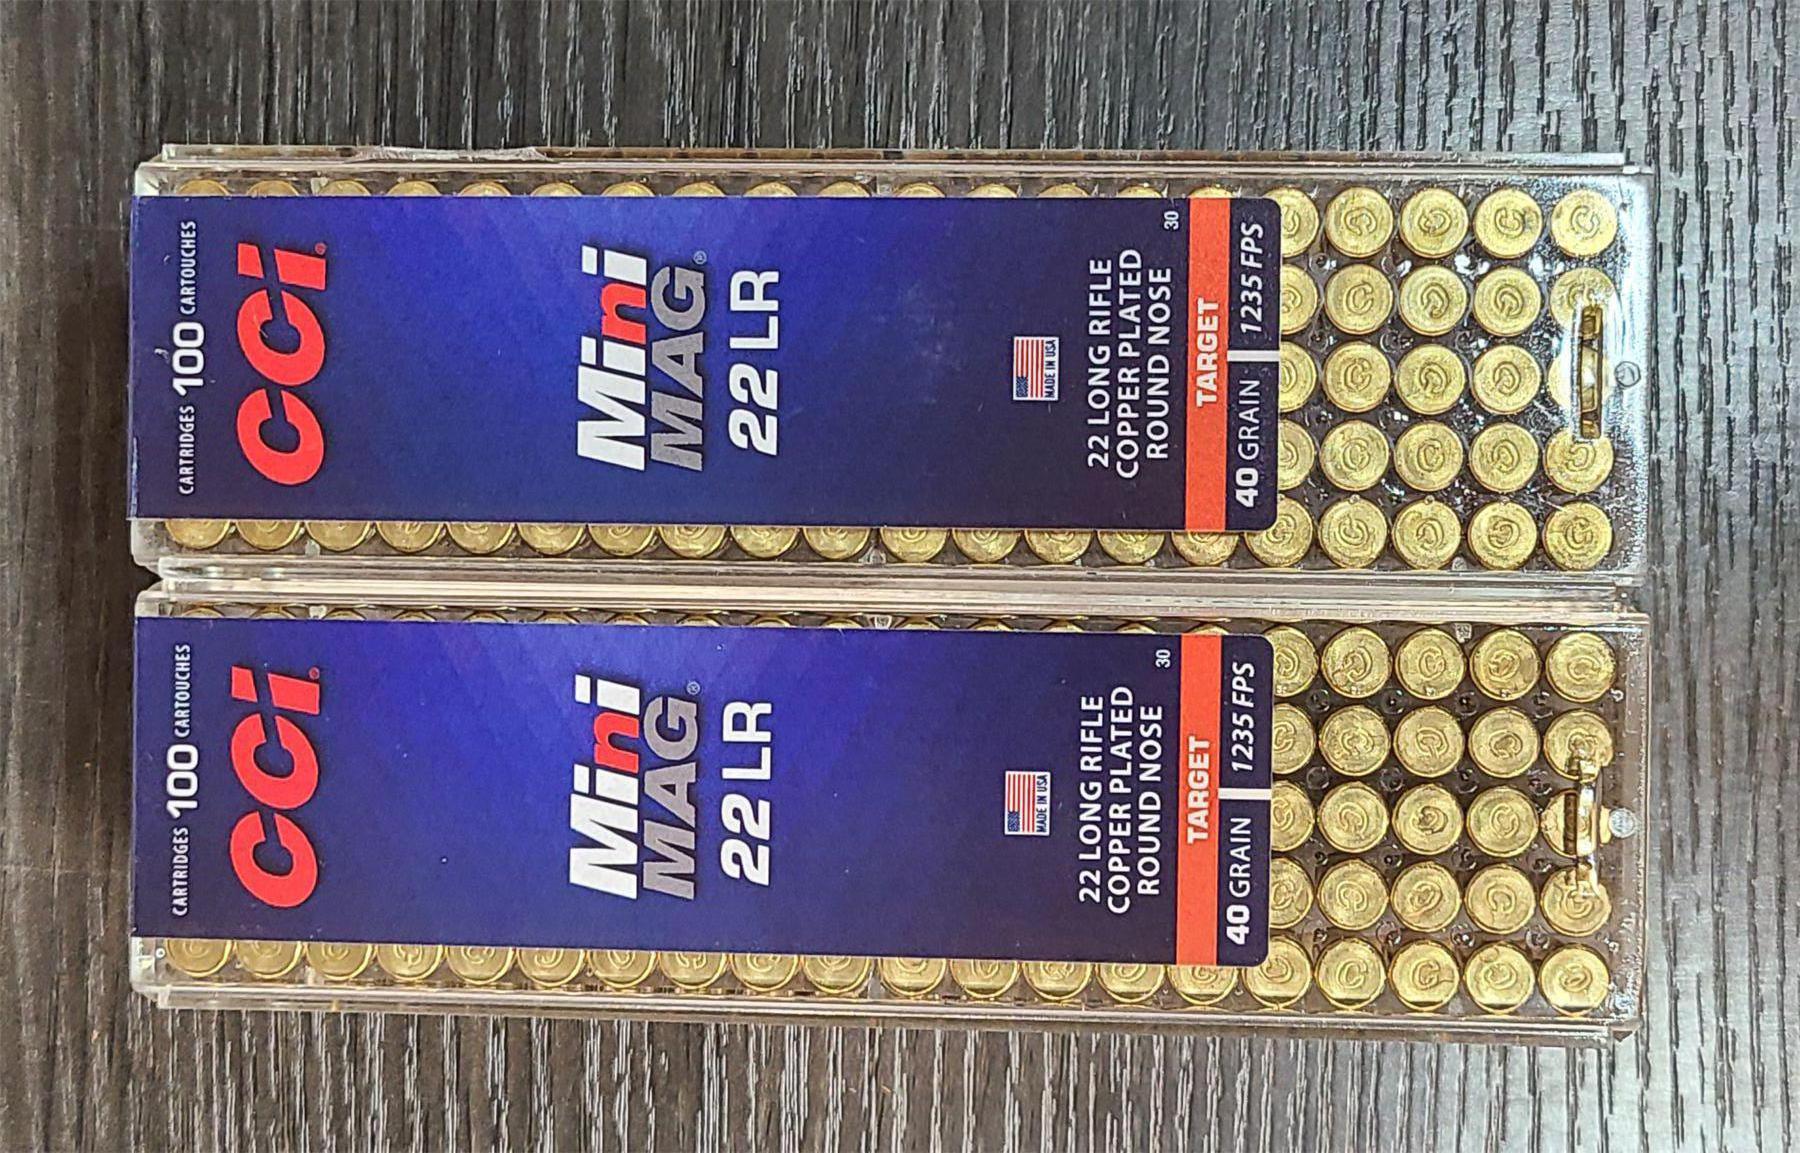 CARTRIDGES 100 CARTOUCHES
CCI®
Mini
MAG®
22 LR
MADE IN USA
22 LONG RIFLE
COPPER PLATED
ROUND NOSE
30
TARGET
40 GRAIN 1235 FPS
CARTRIDGES 100 CARTOUCHES
CCI®
Mini
MAG®
22 LR
MADE IN USA
22 LONG RIFLE
COPPER PLATED
ROUND NOSE
30
TARGET
40 GRAIN 1235 FPS